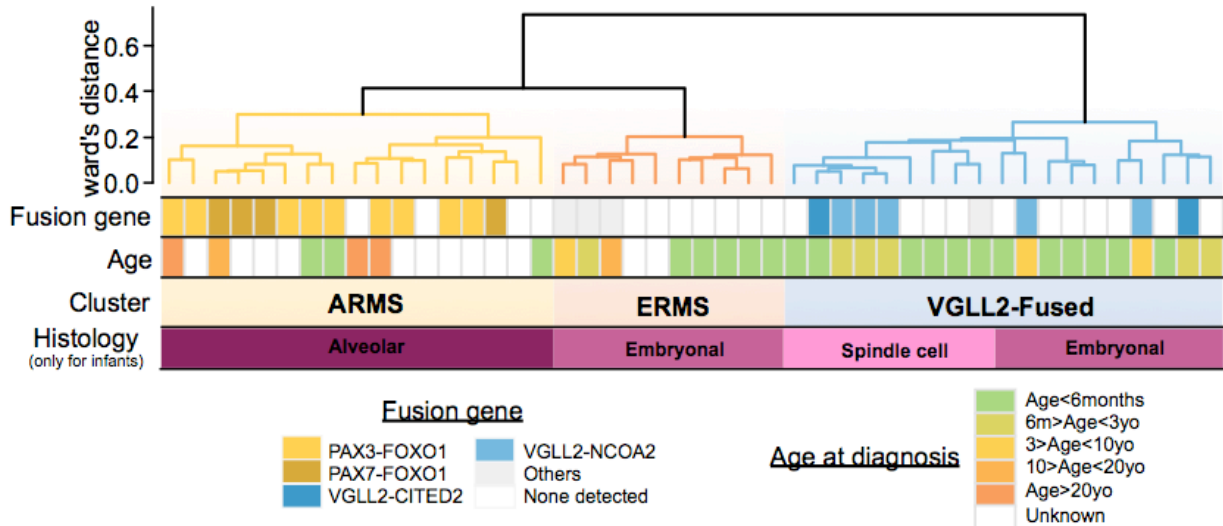 ward's distance
0.6
0.4
0.2
0.0
Fusion gene
Age
Cluster
ARMS
ERMS
VGLL2-Fused
Histology
(only for infants)
Alveolar
Embryonal
Spindle cell
Embryonal
Fusion gene
PAX3-FOXO1
PAX7-FOXO1
VGLL2-CITED2
VGLL2-NCOA2
Others
None detected
Age at diagnosis
Age<6months
6m>Age<3yo
3>Age<10yo
10>Age<20yo
Age>20yo
Unknown